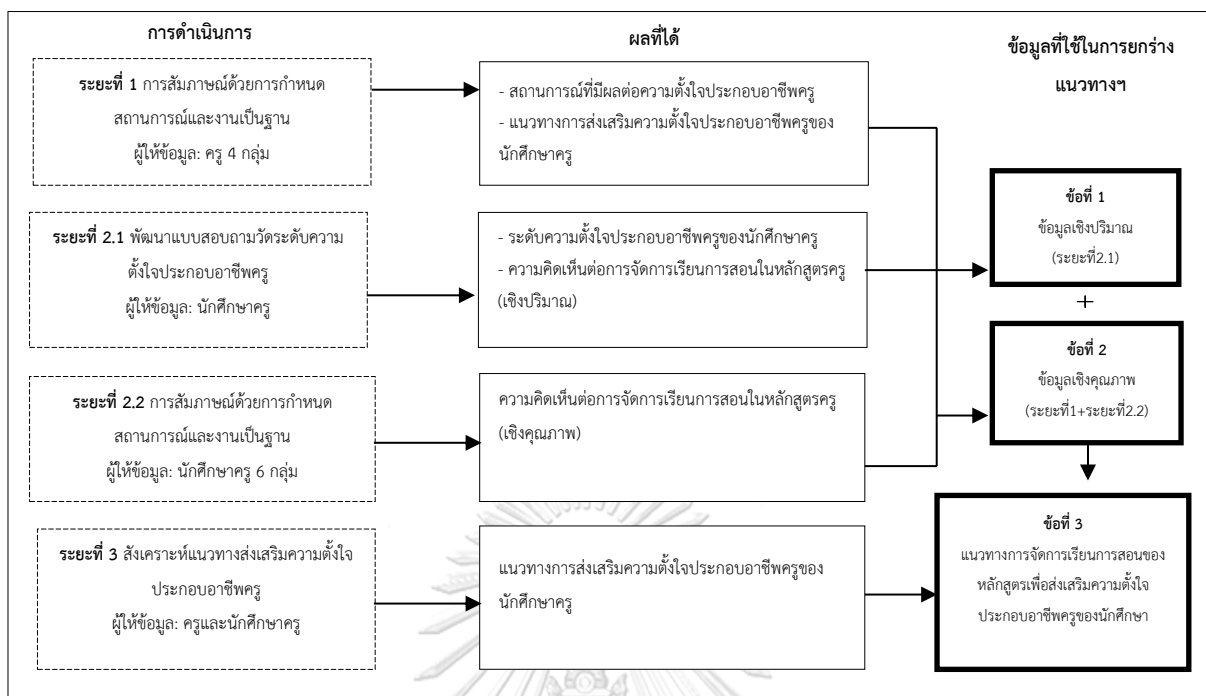 การดำเนินการ
ผลที่ได้
ข้อมูลที่ใช้ในการยกร่าง
แนวทางฯ
ระยะที่ 1 การสัมภาษณ์ด้วยการกำหนด
สถานการณ์และงานเป็นฐาน
ผู้ให้ข้อมูล: ครู 4 กลุ่ม
- สถานการณ์ที่มีผลต่อความตั้งใจประกอบอาชีพครู
- แนวทางการส่งเสริมความตั้งใจประกอบอาชีพครูของ
นักศึกษาครู
ระยะที่ 2.1 พัฒนาแบบสอบถามวัดระดับความ
ตั้งใจประกอบอาชีพครู
ผู้ให้ข้อมูล: นักศึกษาครู
- ระดับความตั้งใจประกอบอาชีพครูของนักศึกษาครู
- ความคิดเห็นต่อการจัดการเรียนการสอนในหลักสูตรครู
(เชิงปริมาณ)
ข้อที่ 1
ข้อมูลเชิงปริมาณ
(ระยะที่2.1)
+
ระยะที่ 2.2 การสัมภาษณ์ด้วยการกำหนด
สถานการณ์และงานเป็นฐาน
ผู้ให้ข้อมูล: นักศึกษาครู 6 กลุ่ม
ความคิดเห็นต่อการจัดการเรียนการสอนในหลักสูตรครู
(เชิงคุณภาพ)
ข้อที่ 2
ข้อมูลเชิงคุณภาพ
(ระยะที่1+ระยะที่2.2)
ระยะที่ 3 สังเคราะห์แนวทางส่งเสริมความตั้งใจ
ประกอบอาชีพครู
ผู้ให้ข้อมูล: ครูและนักศึกษาครู
แนวทางการส่งเสริมความตั้งใจประกอบอาชีพครูของ
นักศึกษาครู
ข้อที่ 3
แนวทางการจัดการเรียนการสอนของ
หลักสูตรเพื่อส่งเสริมความตั้งใจ
ประกอบอาชีพครูของนักศึกษา